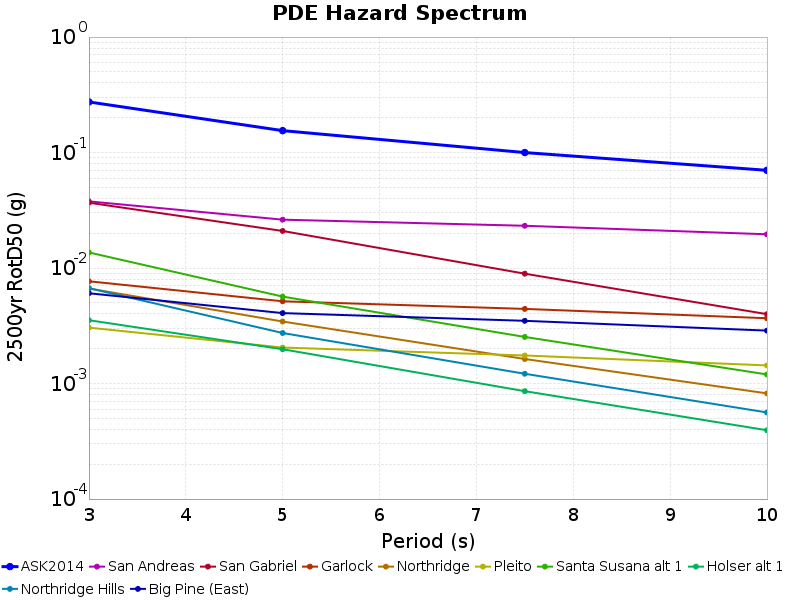 PDE Hazard Spectrum
2500yr RotD50 (g)
10^0
10^-1
10^-2
10^-3
10^-4
3 4 5 6 7 8 9 10
Period (s)
ASK2014 San Andreas San Gabriel Garlock Northridge Pleito Santa Susana alt 1 Holser alt 1
Northridge Hills Big Pine (East)